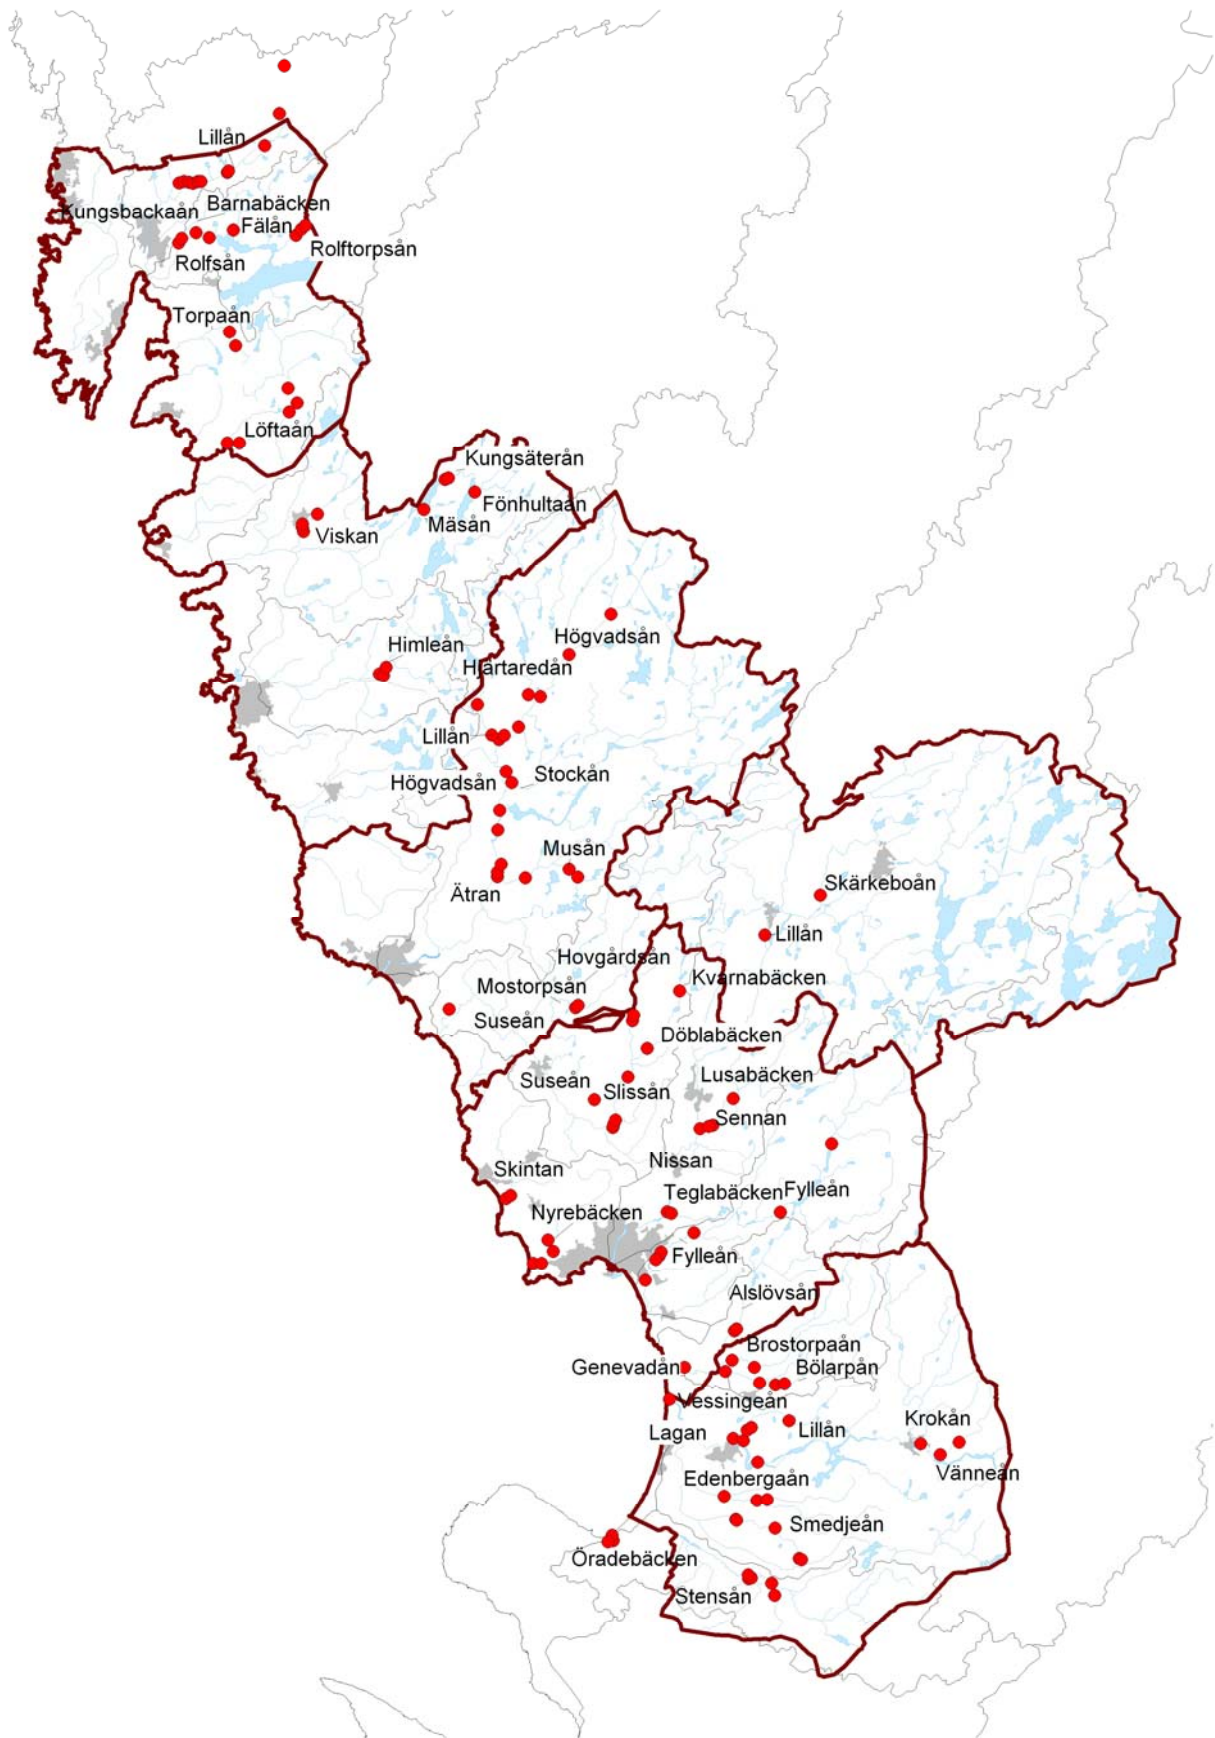 Lillån
Barnabäcken
Kungsbackaån
Fälån
Rolftorpsån
Rolfsån
Torpaån
Löftaån
Kungsäterån
Fönhultaån
Mäsån
Viskan
Högvadsån
Himleån
Hjärtaredån
Lillån
Stockån
Högvadsån
Musån
Skärkeboån
Ätran
Lillån
Hovgårdsån
Kvarnabäcken
Mostorpsån
Suseån
Döblabäcken
Lusabäcken
Suseån
Slissån
Sennan
Nissan
Skintan
Teglabäcken
Fylleån
Nyrebäcken
Fylleån
Alslövsån
Brostorpaån
Genevadån
Bölarpån
Vessingeån
Krokån
Lillån
Lagan
Vänneån
Edenbergaån
Smedjeån
Öradebäcken
Stensån